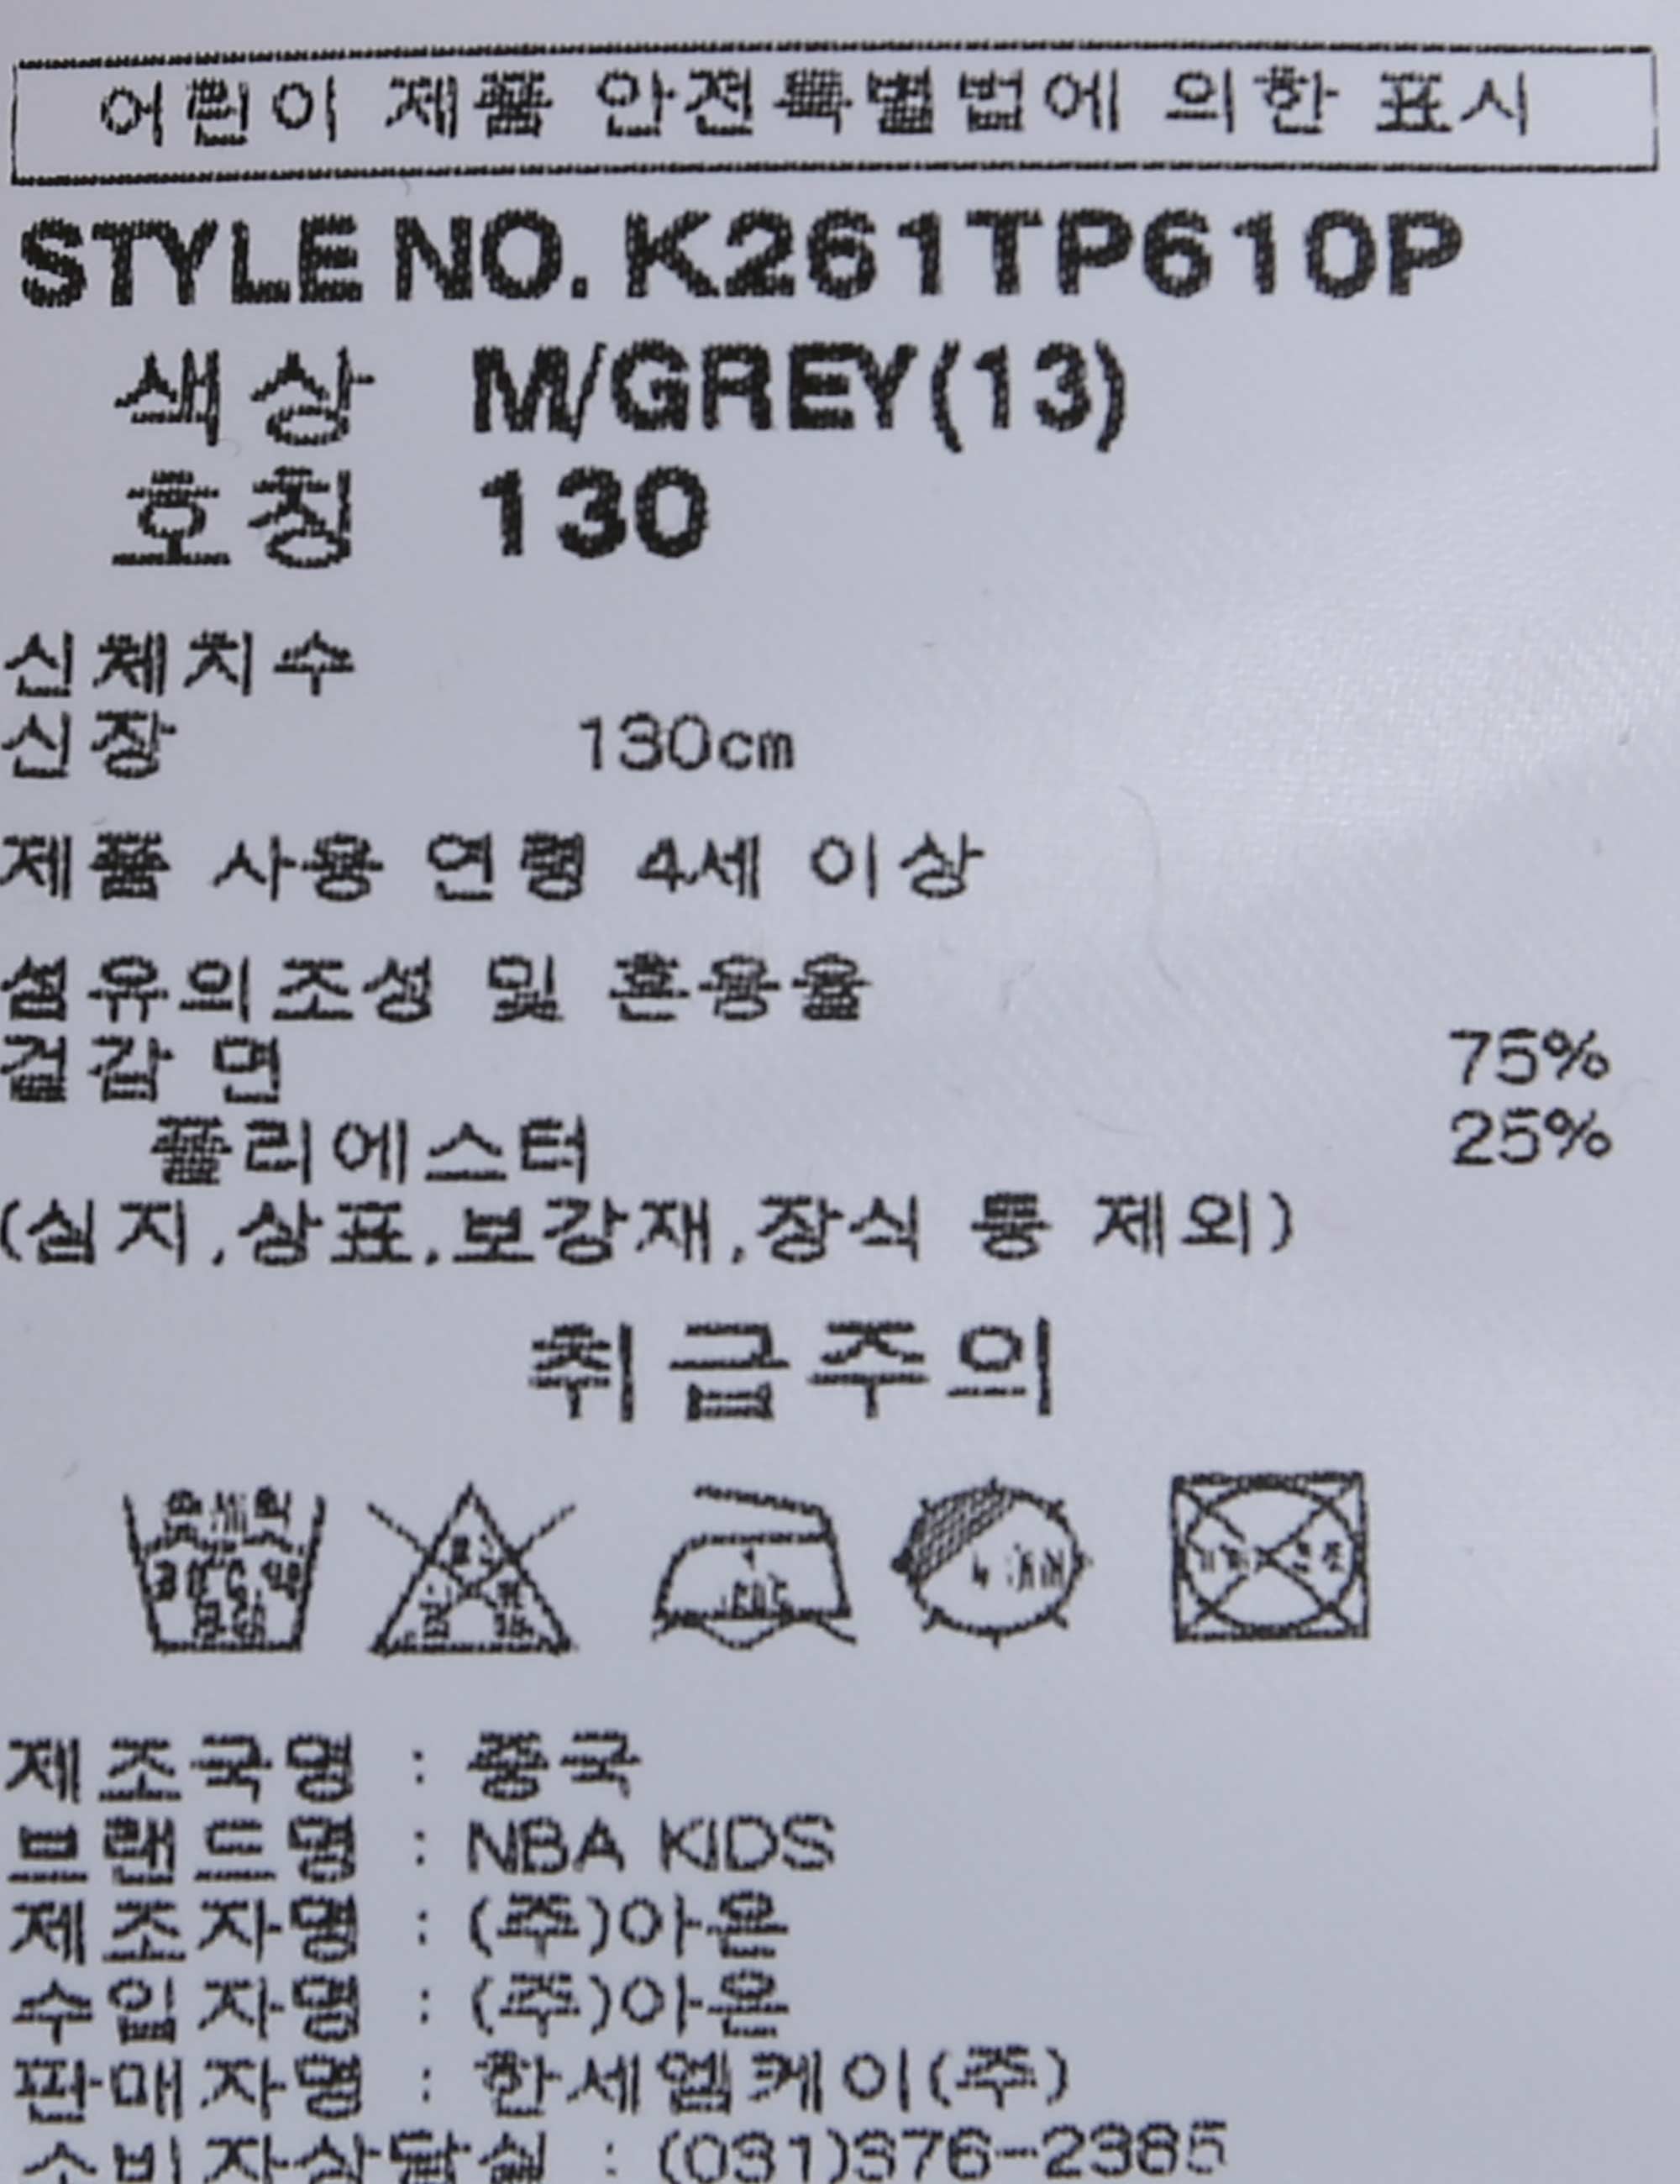 어린이 제품 안전특별법에 의한 표시
STYLE NO. K261TP610P
색상 M/GREY(13)
호칭 130
신체치수
신장 130cm
제품 사용 연령 4세 이상
섬유의조성 및 혼용율
겉감 면 75%
폴리에스터 25%
(심지,상표,보강재,장식 등 제외)
취급주의
제조국명 : 중국
브랜드명 : NBA KIDS
제조자명 : (주)아온
수입자명 : (주)아온
판매자명 : 한세엠케이(주)
소비자상담실 : (031)376-2385